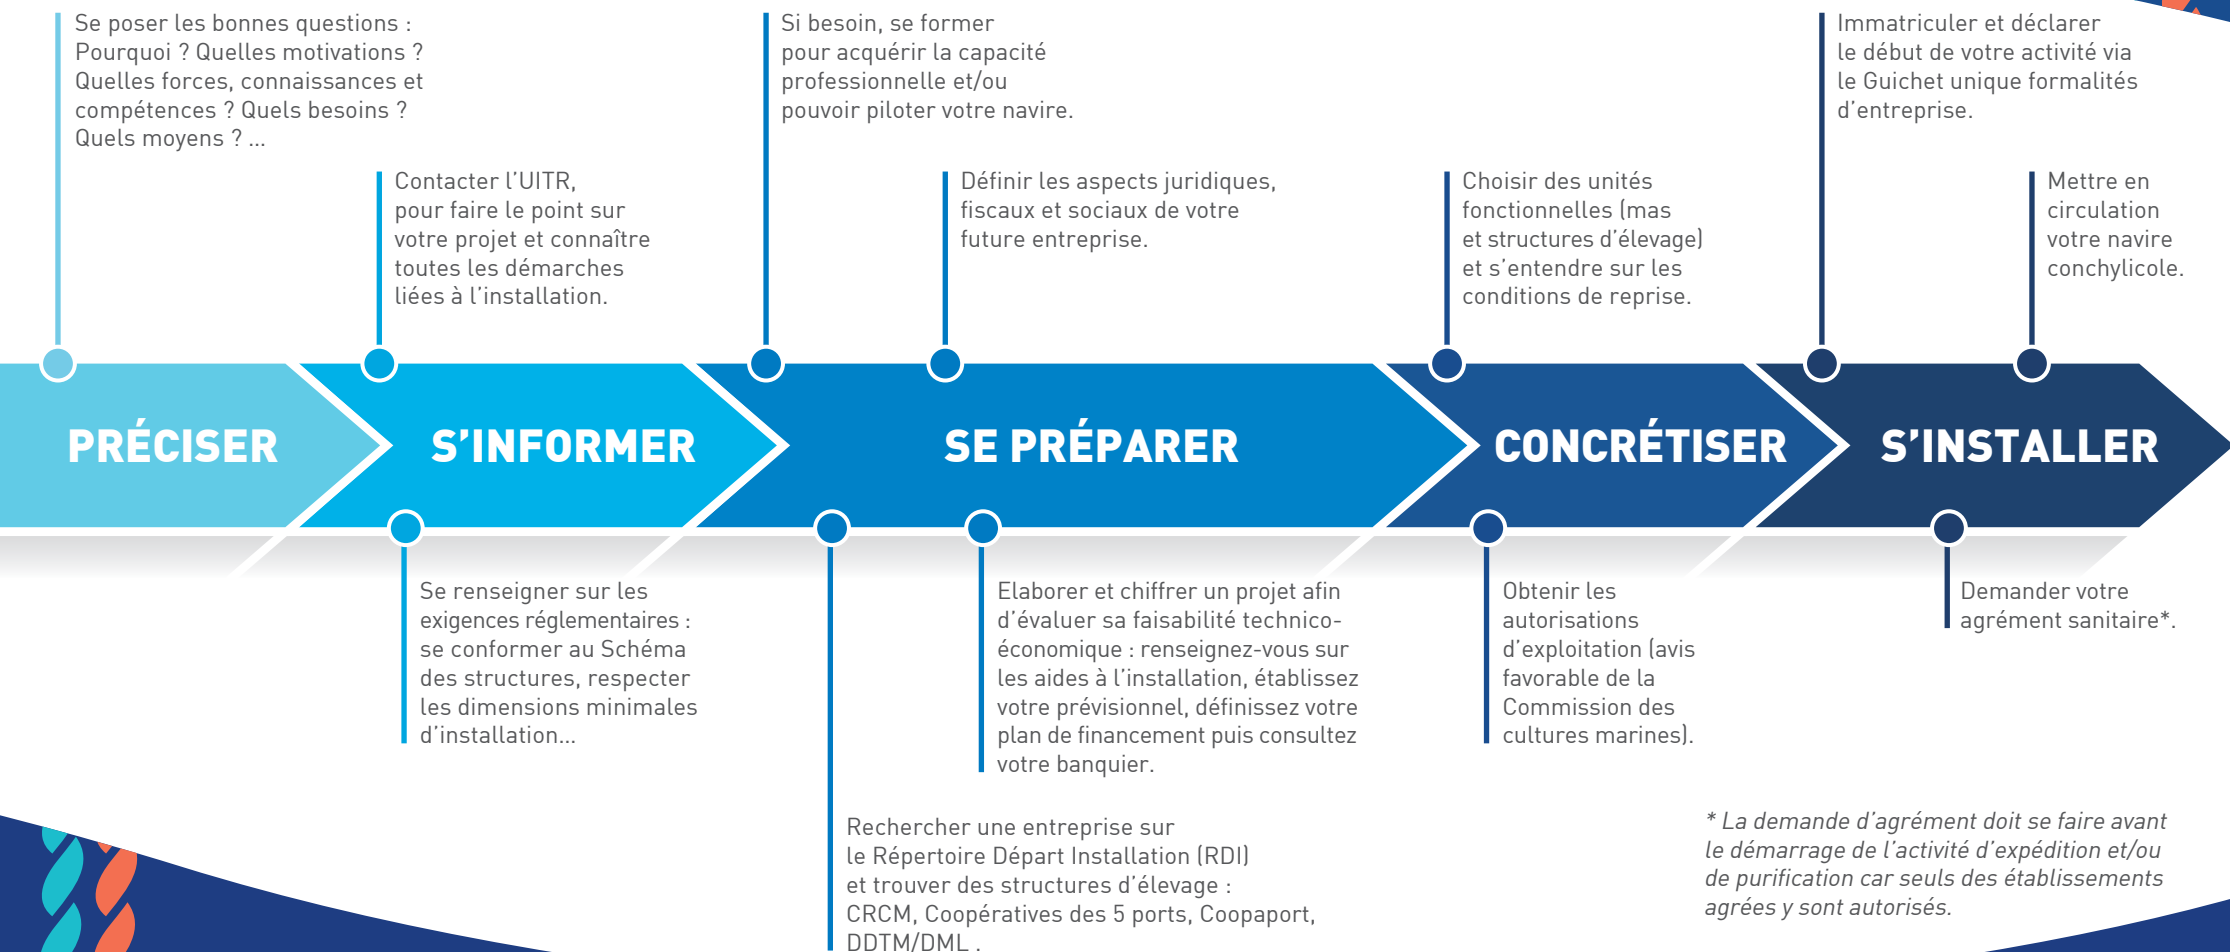 Se poser les bonnes questions :
Pourquoi ? Quelles motivations ?
Quelles forces, connaissances et
compétences ? Quels besoins ?
Quels moyens ? ...
Contacter l'UITR,
pour faire le point sur
votre projet et connaître
toutes les démarches
liées à l'installation.
Si besoin, se former
pour acquérir la capacité
professionnelle et/ou
pouvoir piloter votre navire.
Définir les aspects juridiques,
fiscaux et sociaux de votre
future entreprise.
Choisir des unités
fonctionnelles (mas
et structures d'élevage)
et s'entendre sur les
conditions de reprise.
Immatriculer et déclarer
le début de votre activité via
le Guichet unique formalités
d'entreprise.
Mettre en
circulation
votre navire
conchylicole.
PRÉCISER
S'INFORMER
SE PRÉPARER
CONCRÉTISER
S'INSTALLER
Se renseigner sur les
exigences réglementaires :
se conformer au Schéma
des structures, respecter
les dimensions minimales
d'installation...
Rechercher une entreprise sur
le Répertoire Départ Installation (RDI)
et trouver des structures d'élevage :
CRCM, Coopératives des 5 ports, Coopaport,
DDTM/DML .
Elaborer et chiffrer un projet afin
d'évaluer sa faisabilité technico-
économique : renseignez-vous sur
les aides à l'installation, établissez
votre prévisionnel, définissez votre
plan de financement puis consultez
votre banquier.
Obtenir les
autorisations
d'exploitation (avis
favorable de la
Commission des
cultures marines).
Demander votre
agrément sanitaire*.
* La demande d'agrément doit se faire avant
le démarrage de l'activité d'expédition et/ou
de purification car seuls des établissements
agrées y sont autorisés.